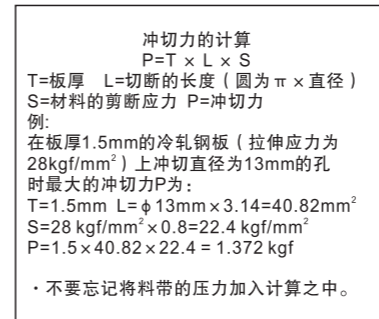 冲切力的计算
P=T × L × S
T=板厚 L=切断的长度（圆为π×直径）
S=材料的剪断应力 P=冲切力
例:
在板厚1.5mm的冷轧钢板（拉伸应力为
28kgf/mm²）上冲切直径为13mm的孔
时最大的冲切力P为：
T=1.5mm L=φ13mm×3.14=40.82mm²
S=28 kgf/mm²×0.8=22.4 kgf/mm²
P=1.5×40.82×22.4 = 1.372 kgf
·不要忘记将料带的压力加入计算之中。